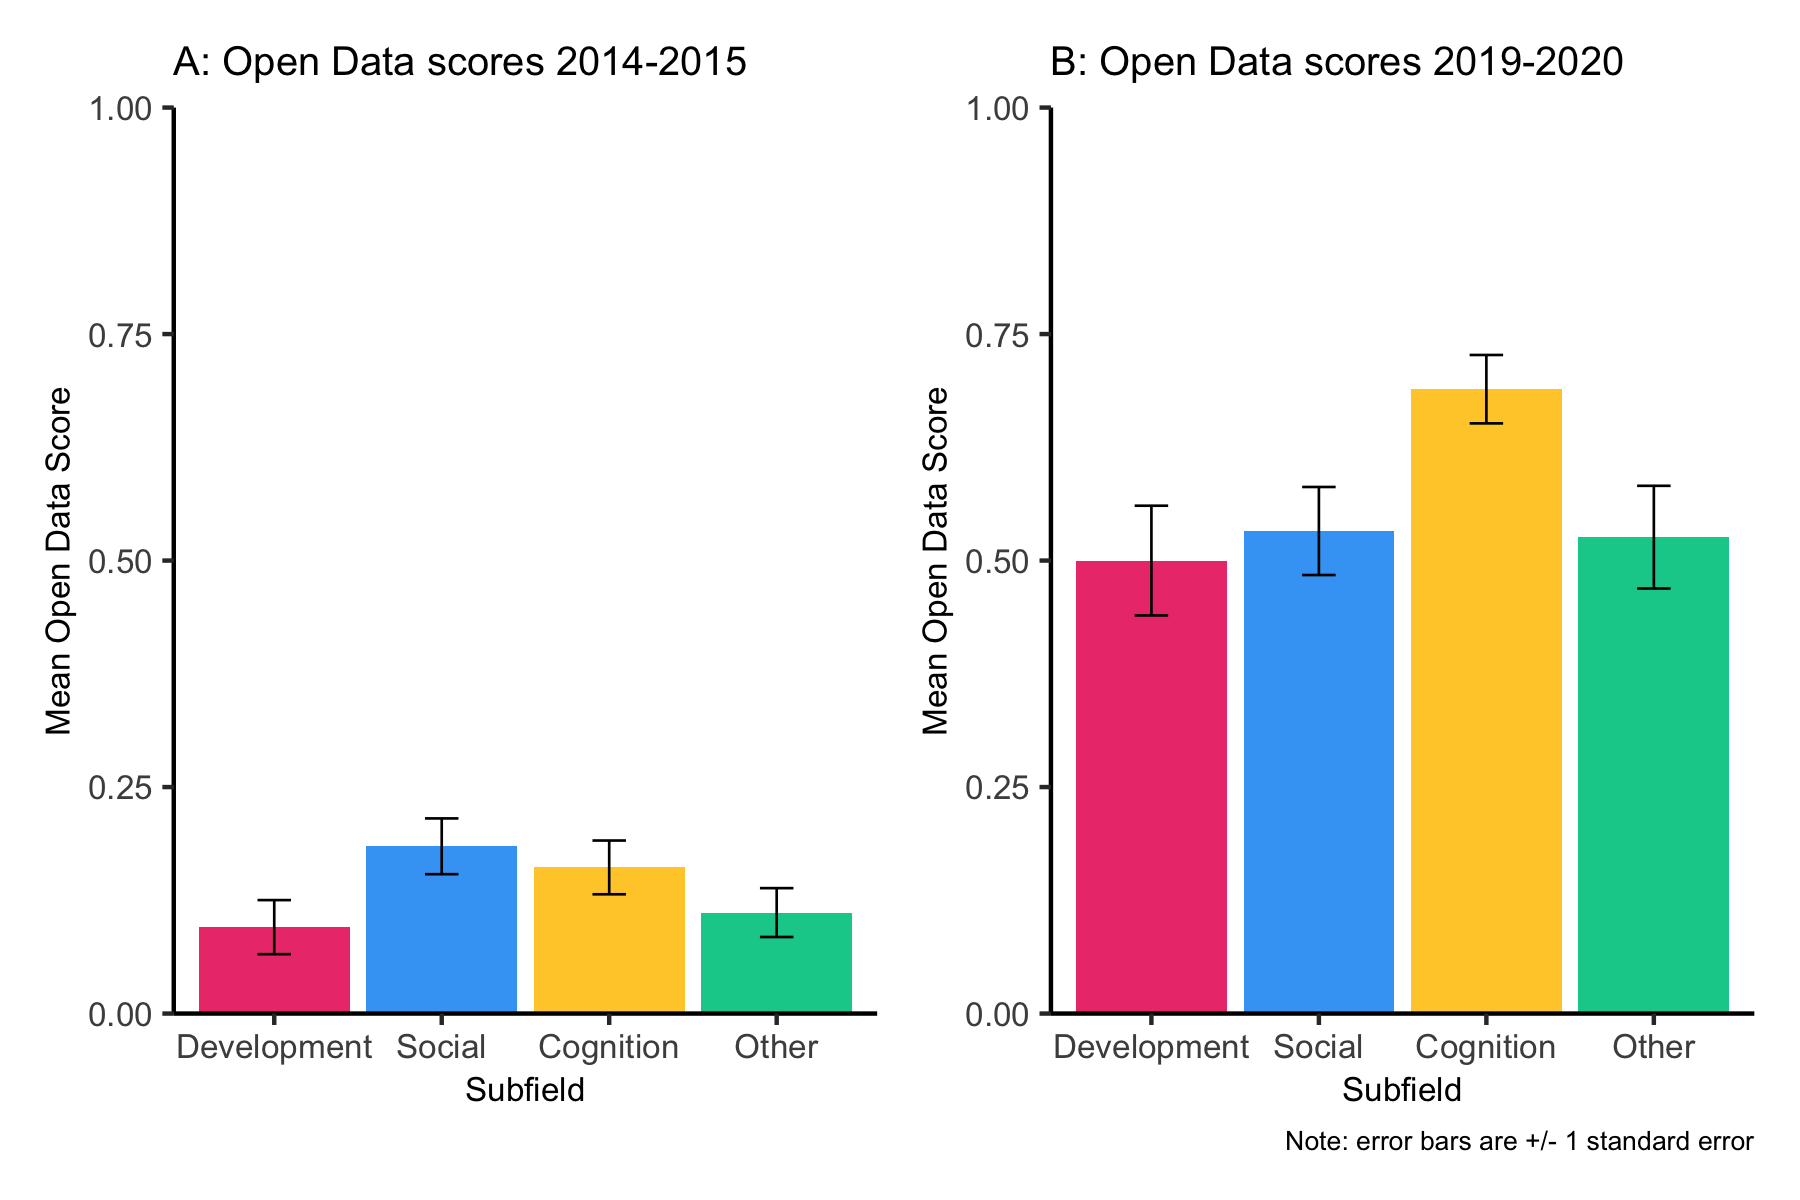 A: Open Data scores 2014-2015
1.00
0.75
0.50
0.25
0.00
Mean Open Data Score
Development Social Cognition Other
Subfield
B: Open Data scores 2019-2020
1.00
0.75
0.50
0.25
0.00
Mean Open Data Score
Development Social Cognition Other
Subfield
Note: error bars are +/- 1 standard error